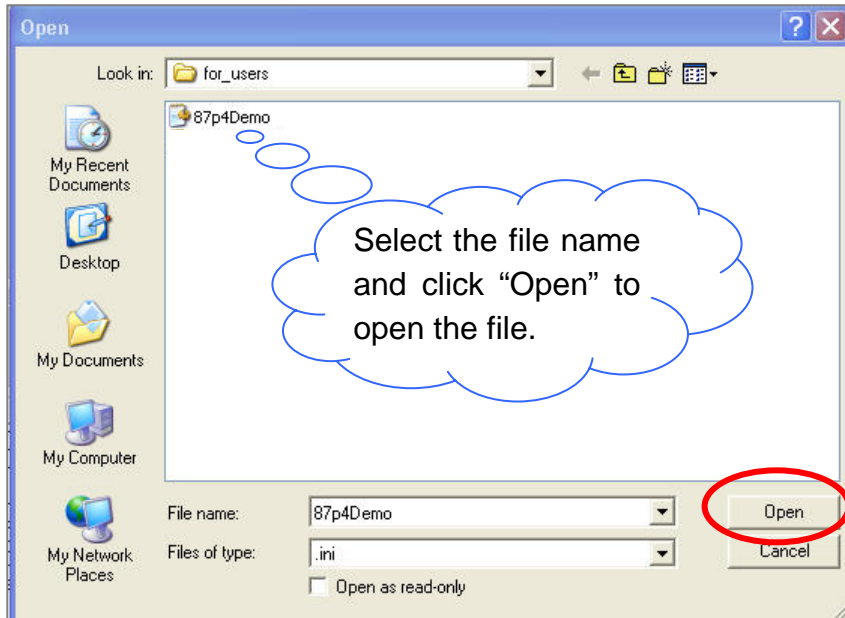 Open
Look in: for_users
87p4Demo
My Recent
Documents
Desktop
My Documents
My Computer
My Network
Places
Select the file name
and click “Open” to
open the file.
File name: 87p4Demo Open
Files of type: .ini Cancel
Open as read-only